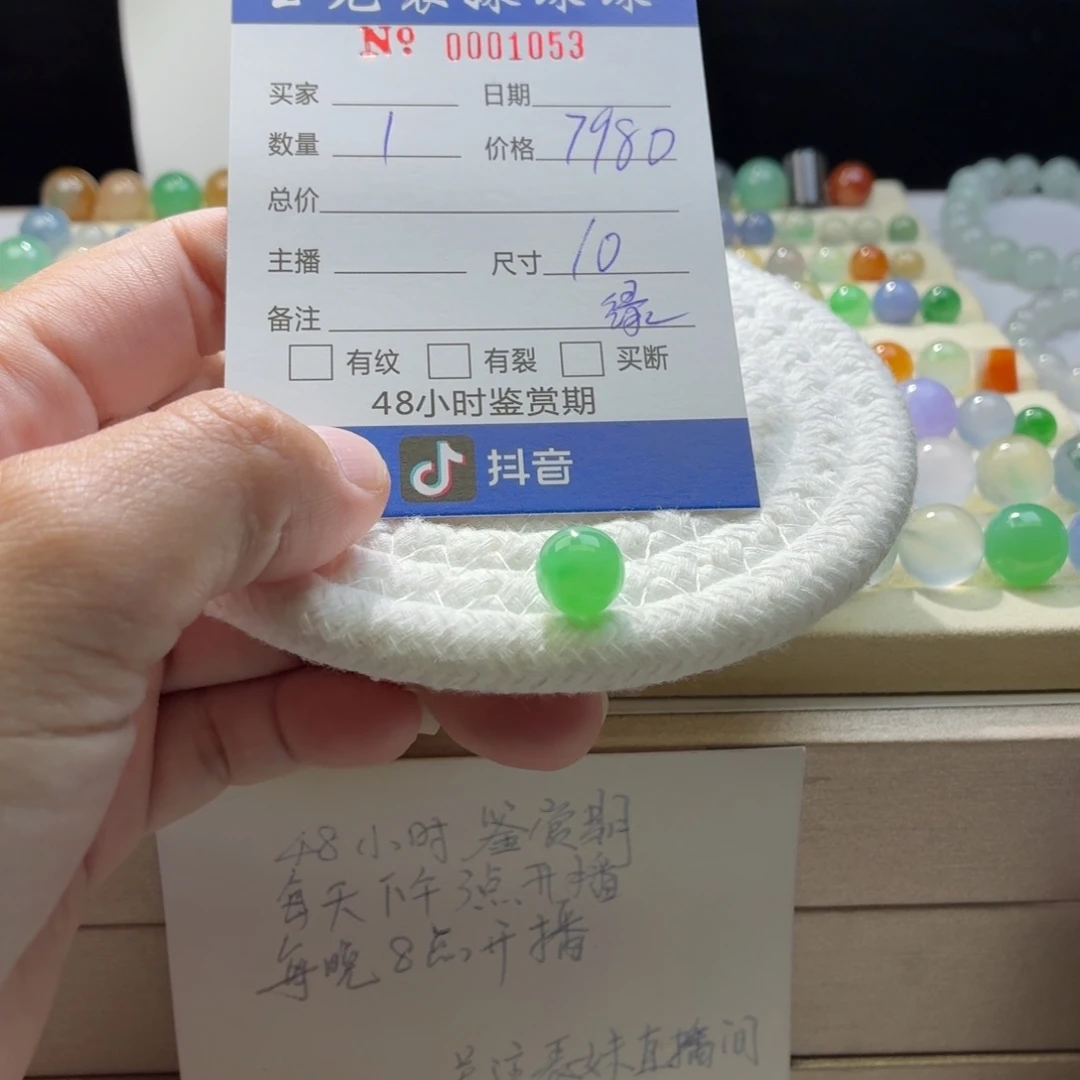 № 0001053
买家 日期
数量 1 价格 7980
总价
主播 尺寸 10
备注 缘
有纹 有裂 买断
48小时鉴赏期
抖音
48小时鉴赏期
每天下午3点开播
每晚8点开播
关注表妹直播间